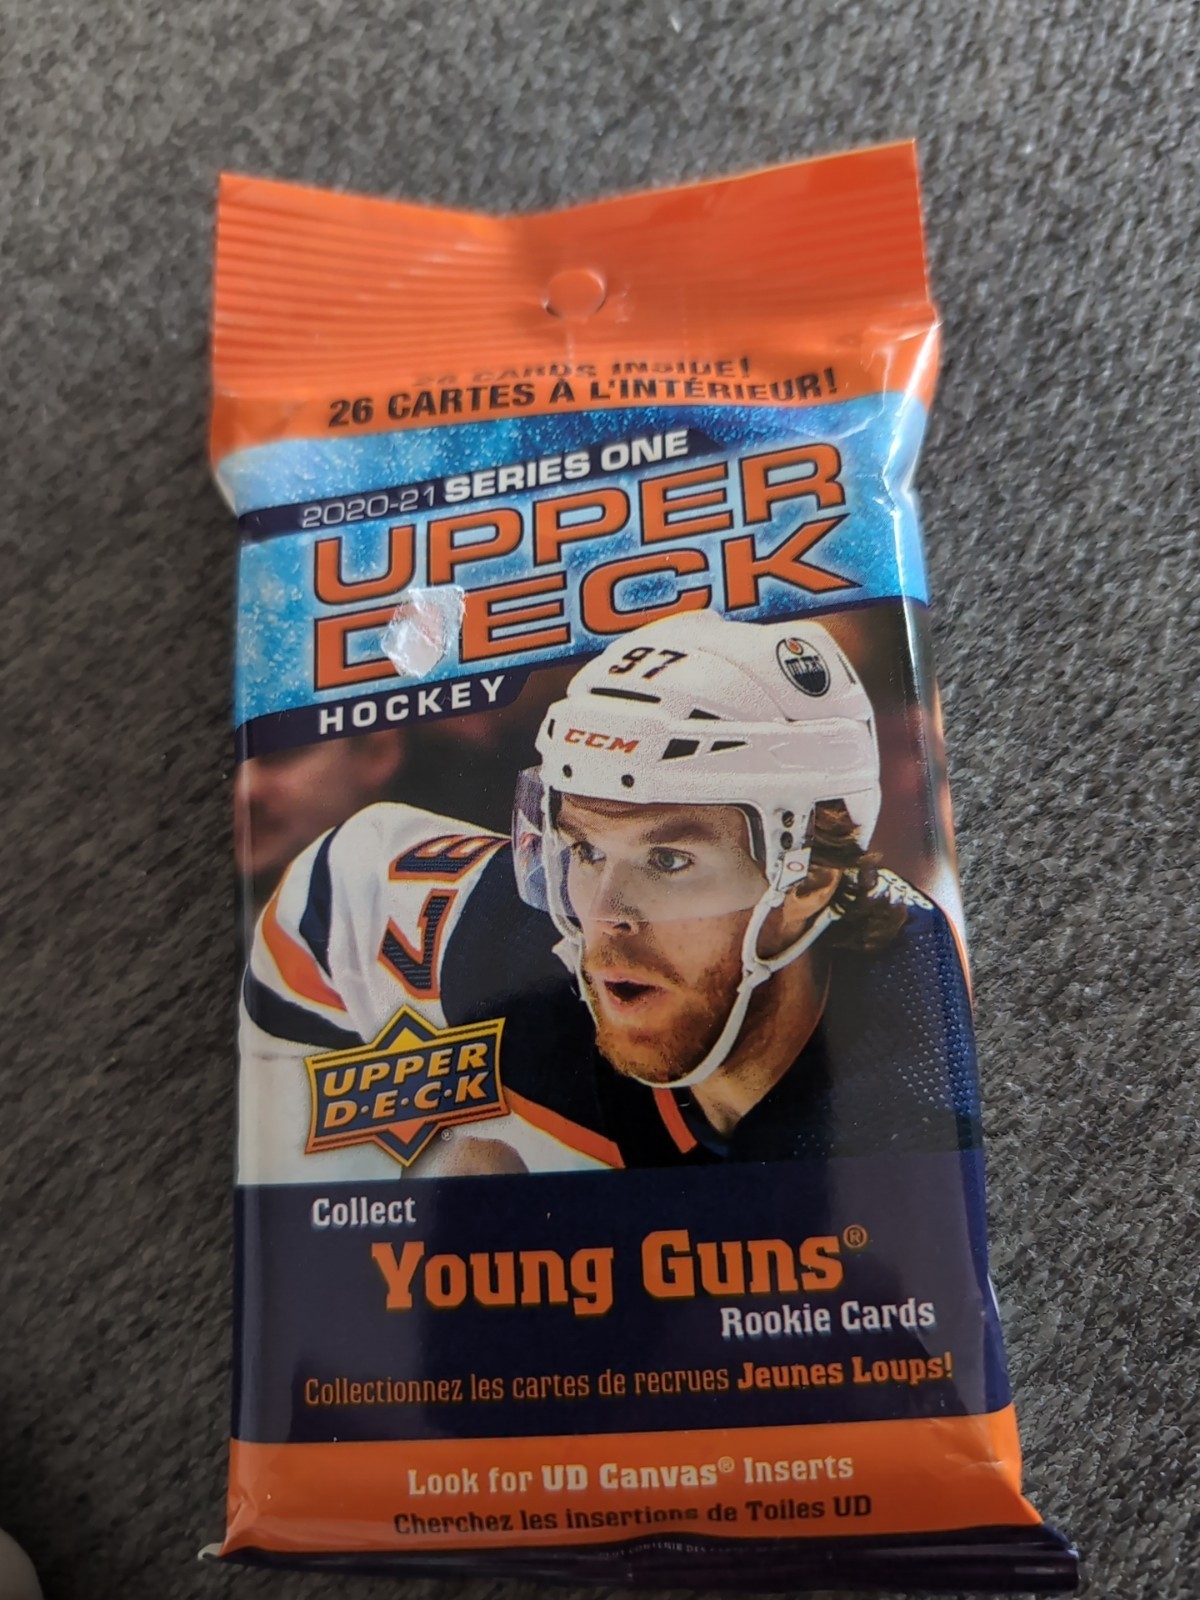 26 CARDS INSIDE!
26 CARTES À L'INTÉRIEUR!
2020-21 SERIES ONE
UPPER
DECK
HOCKEY
97
OILERS
CCM
97
UPPER
D·E·C·K
®
Collect
Young Guns®
Rookie Cards
Collectionnez les cartes de recrues Jeunes Loups!
Look for UD Canvas® Inserts
Cherchez les insertions de Toiles UD